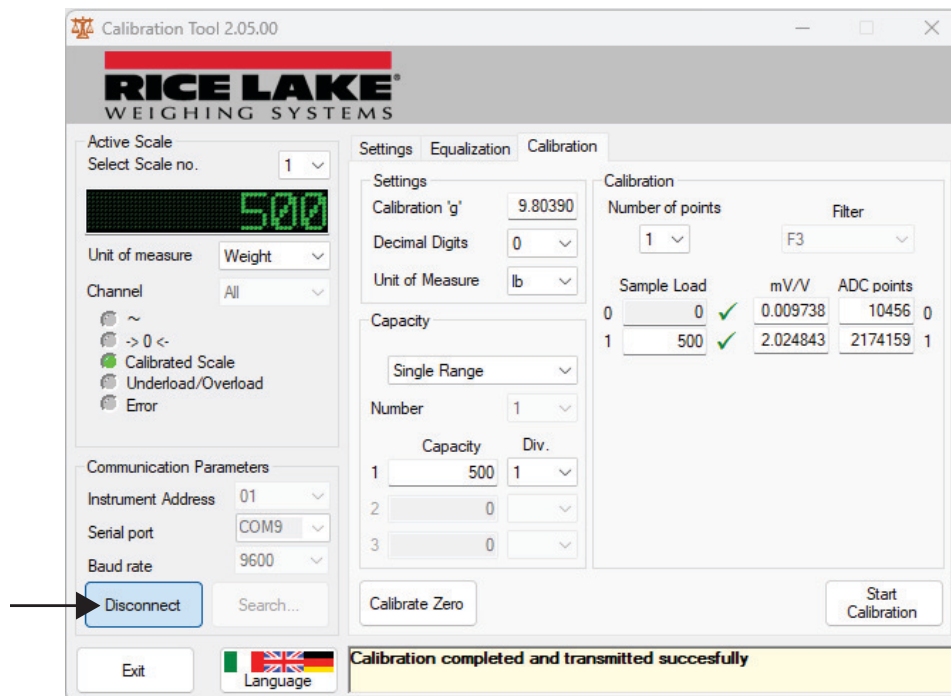 Calibration Tool 2.05.00
RICE LAKE®
WEIGHING SYSTEMS
Active Scale
Select Scale no. 1
500
Unit of measure Weight
Channel All
~
-> 0 <-
Calibrated Scale
Underload/Overload
Error
Communication Parameters
Instrument Address 01
Serial port COM9
Baud rate 9600
Disconnect Search...
Exit Language
Settings Equalization Calibration
Settings
Calibration 'g' 9.80390
Decimal Digits 0
Unit of Measure lb
Capacity
Single Range
Number 1
Capacity Div.
1 500 1
2 0
3 0
Calibrate Zero
Calibration
Number of points Filter
1 F3
Sample Load mV/V ADC points
0 0 0.009738 10456 0
1 500 2.024843 2174159 1
Start
Calibration
Calibration completed and transmitted succesfully